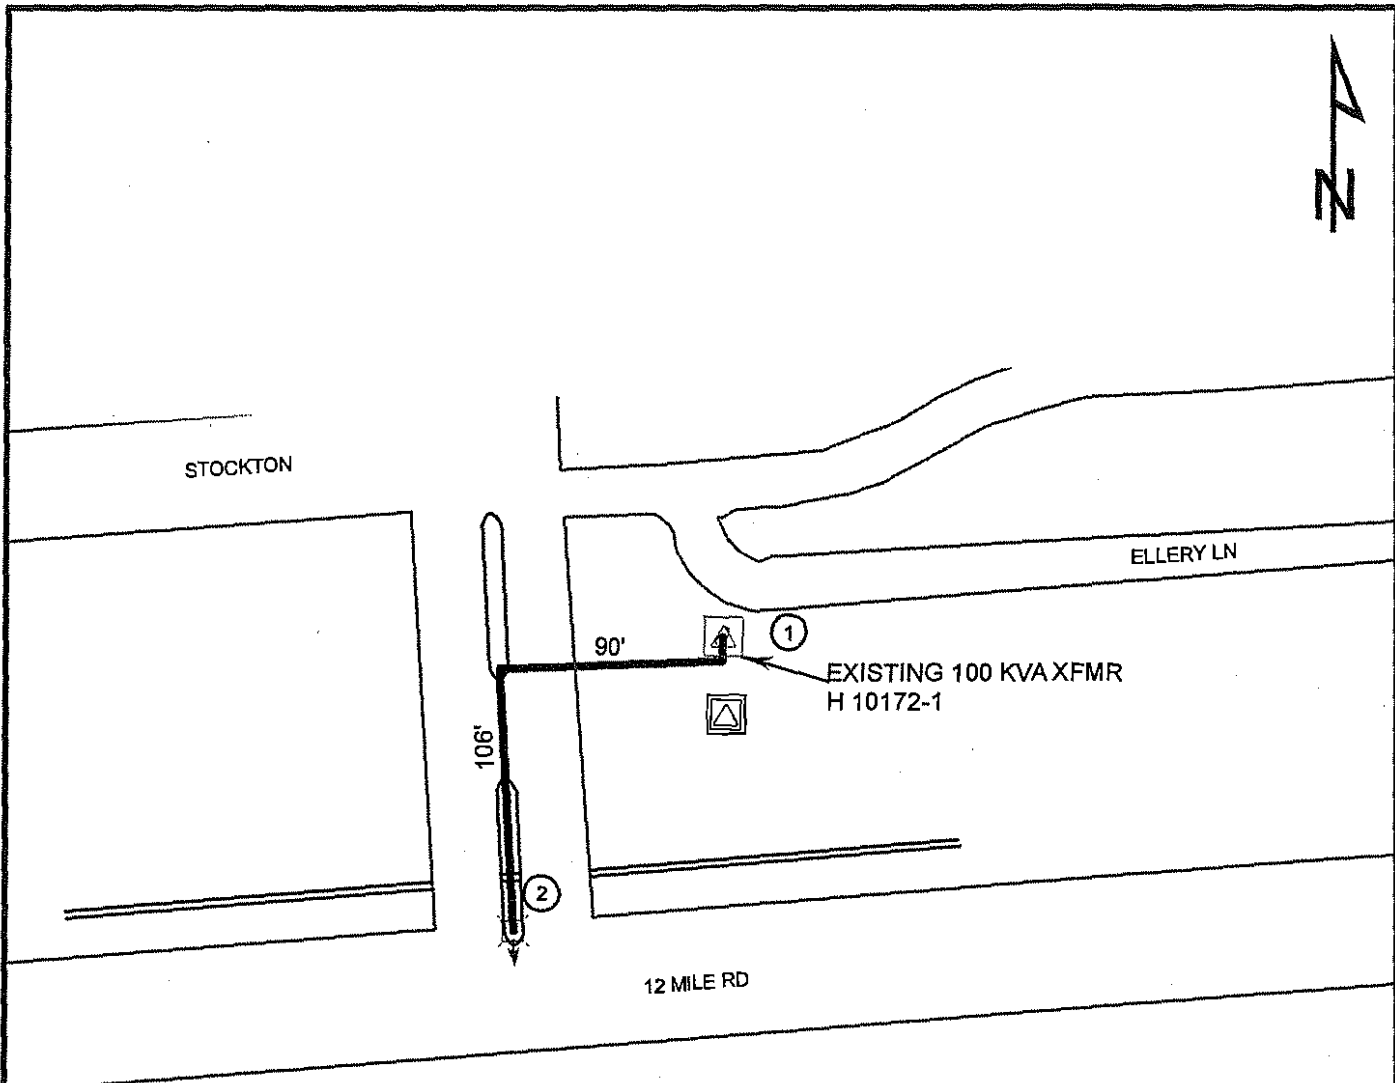 N
STOCKTON
ELLERY LN
1
90'
EXISTING 100 KVA XFMR
H 10172-1
106'
2
12 MILE RD